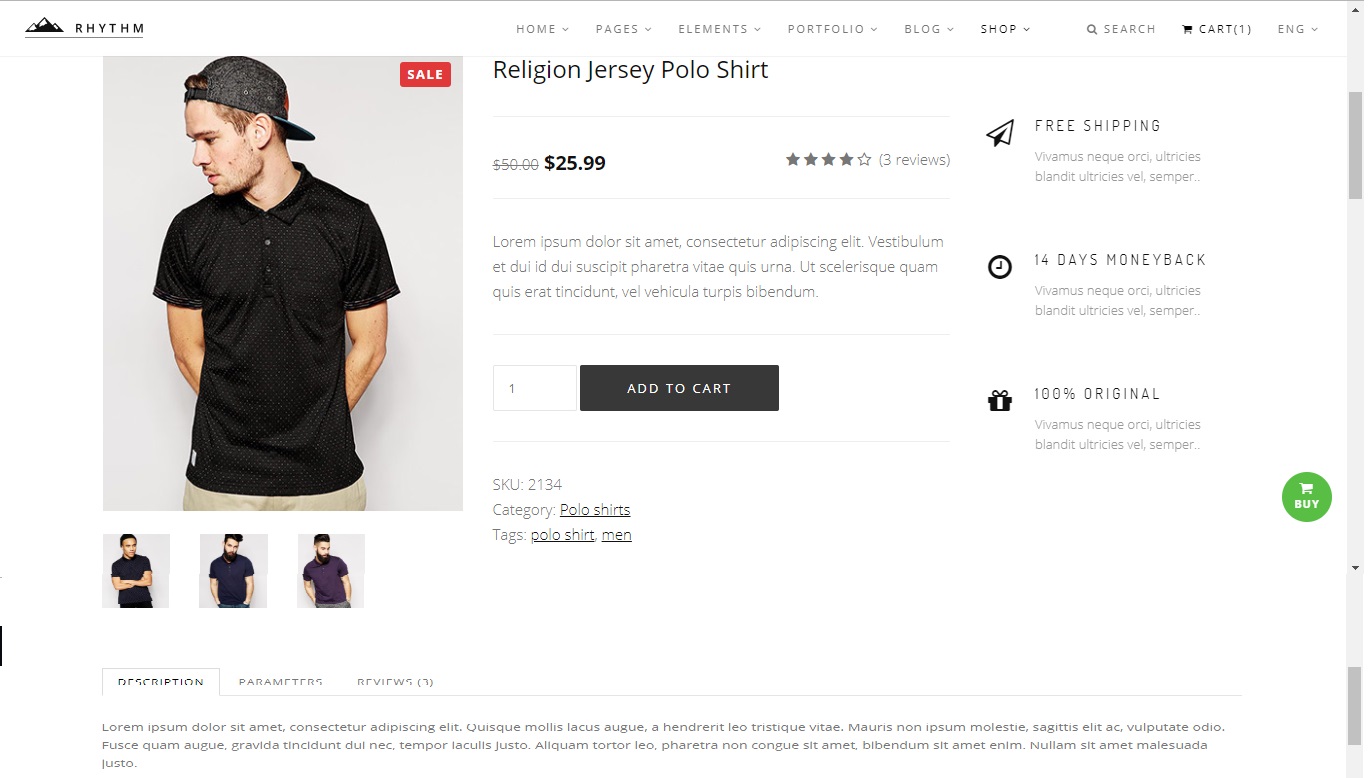 RHYTHM
HOME PAGES ELEMENTS PORTFOLIO BLOG SHOP SEARCH CART(1) ENG
SALE
Religion Jersey Polo Shirt
$50.00 $25.99 (3 reviews)
Lorem ipsum dolor sit amet, consectetur adipiscing elit. Vestibulum
et dui id dui suscipit pharetra vitae quis urna. Ut scelerisque quam
quis erat tincidunt, vel vehicula turpis bibendum.
1 ADD TO CART
SKU: 2134
Category: Polo shirts
Tags: polo shirt, men
FREE SHIPPING
Vivamus neque orci, ultricies
blandit ultricies vel, semper..
14 DAYS MONEYBACK
Vivamus neque orci, ultricies
blandit ultricies vel, semper..
100% ORIGINAL
Vivamus neque orci, ultricies
blandit ultricies vel, semper..
BUY
DESCRIPTION PARAMETERS REVIEWS (3)
Lorem ipsum dolor sit amet, consectetur adipiscing elit. Quisque mollis lacus augue, a hendrerit leo tristique vitae. Mauris non ipsum molestie, sagittis elit ac, vulputate odio.
Fusce quam augue, gravida tincidunt dui nec, tempor iaculis justo. Aliquam tortor leo, pharetra non congue sit amet, bibendum sit amet enim. Nullam sit amet malesuada
justo.